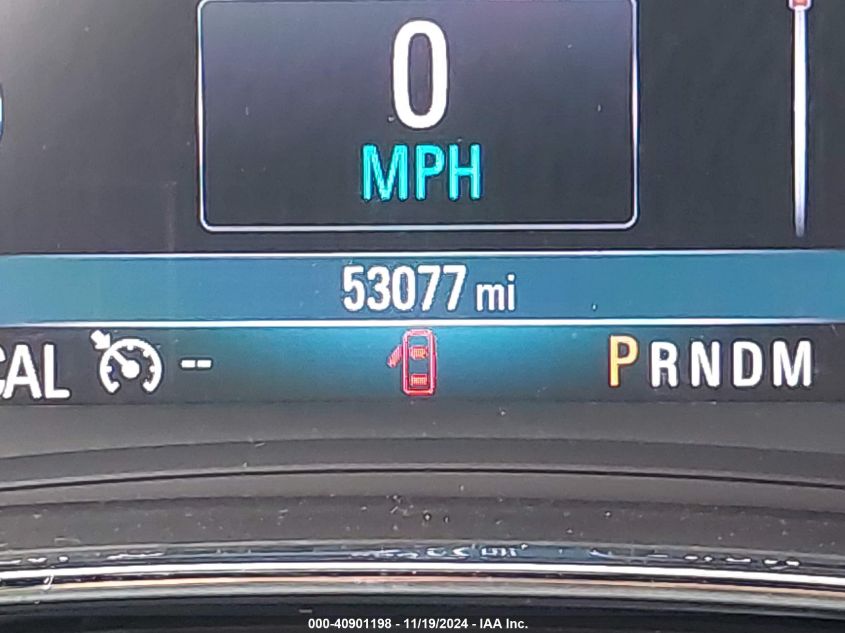 0
MPH
53077 mi
CAL -- PRNDM
000-40901198 - 11/19/2024 - IAA Inc.